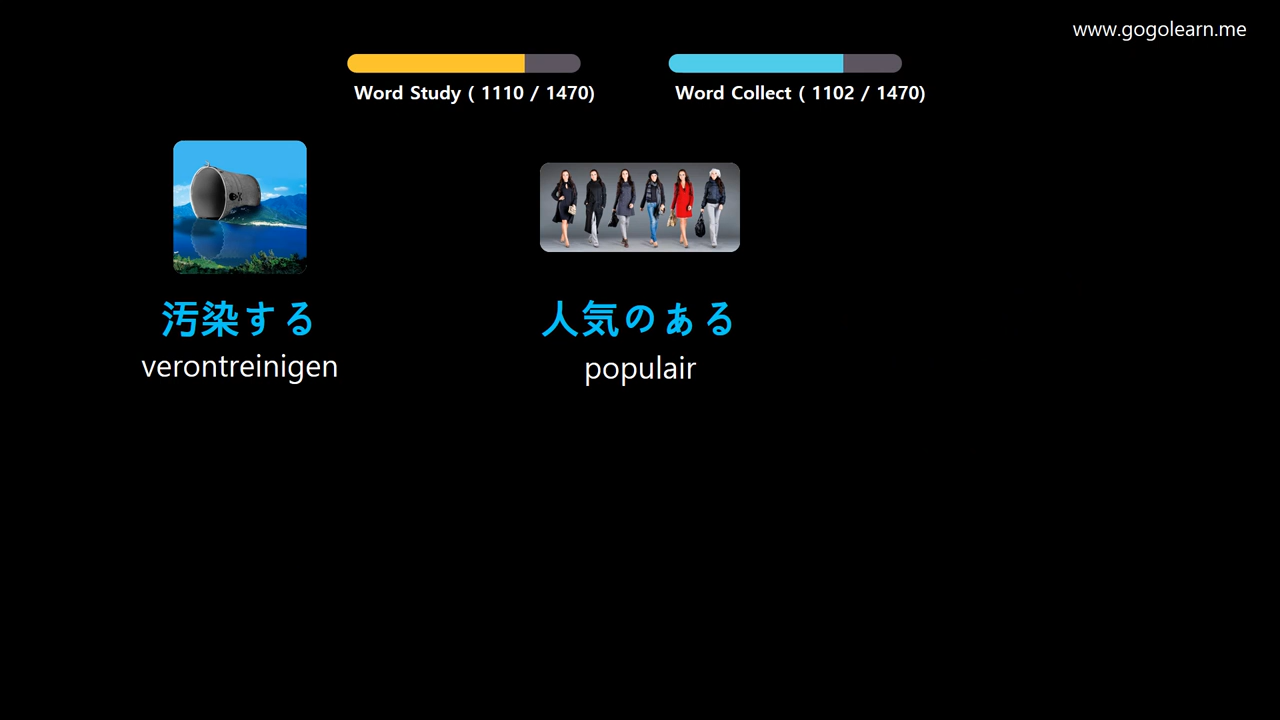 www.gogolearn.me
Word Study ( 1110 / 1470)
Word Collect ( 1102 / 1470)
汚染する
verontreinigen
人気のある
populair